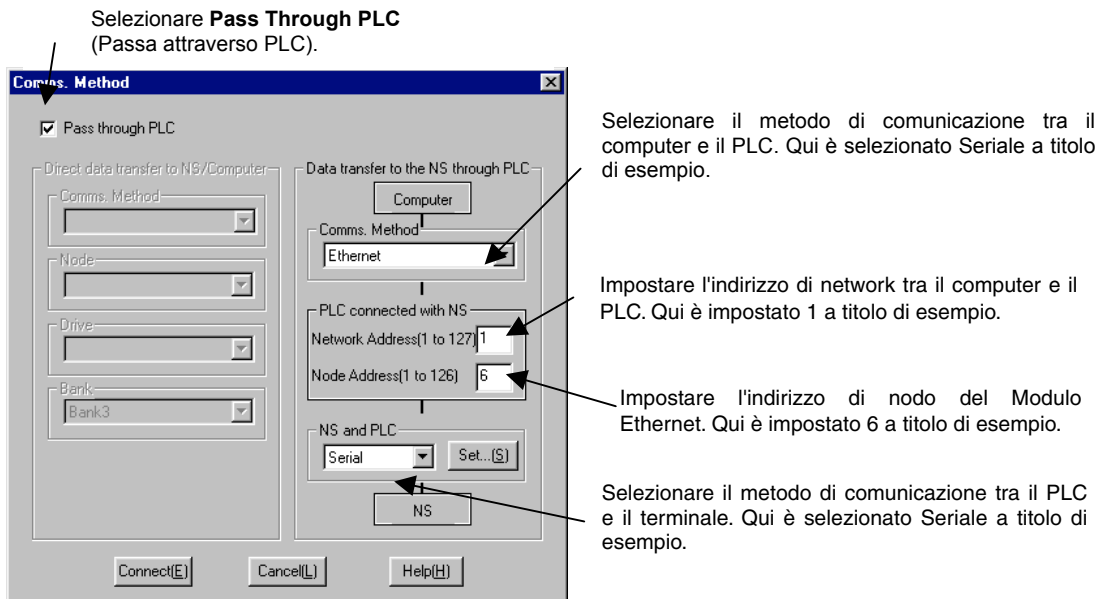 Selezionare Pass Through PLC
(Passa attraverso PLC).
Comms. Method
Pass through PLC
Direct data transfer to NS/Computer
Comms. Method
Node
Drive
Bank
Bank3
Data transfer to the NS through PLC
Computer
Comms. Method
Ethernet
PLC connected with NS
Network Address(1 to 127) 1
Node Address(1 to 126) 6
NS and PLC
Serial
Set...(S)
NS
Connect(E)
Cancel(L)
Help(H)
Selezionare il metodo di comunicazione tra il
computer e il PLC. Qui è selezionato Seriale a titolo
di esempio.
Impostare l'indirizzo di network tra il computer e il
PLC. Qui è impostato 1 a titolo di esempio.
Impostare l'indirizzo di nodo del Modulo
Ethernet. Qui è impostato 6 a titolo di esempio.
Selezionare il metodo di comunicazione tra il PLC
e il terminale. Qui è selezionato Seriale a titolo di
esempio.